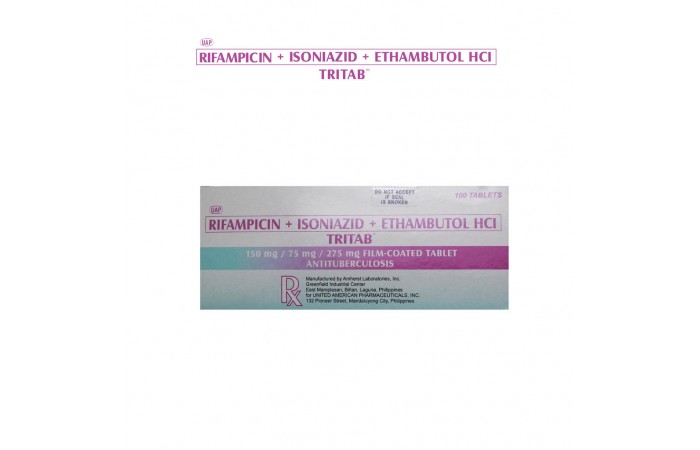 UAP
RIFAMPICIN + ISONIAZID + ETHAMBUTOL HCl
TRITAB™
DO NOT ACCEPT
IF SEAL
IS BROKEN
100 TABLETS
UAP
RIFAMPICIN + ISONIAZID + ETHAMBUTOL HCl
TRITAB™
150 mg / 75 mg / 275 mg FILM-COATED TABLET
ANTITUBERCULOSIS
Rx
Manufactured by Amherst Laboratories, Inc.
Greenfield Industrial Center
East Mamplasan, Biñan, Laguna, Philippines
for UNITED AMERICAN PHARMACEUTICALS, INC.
132 Pioneer Street, Mandaluyong City, Philippines